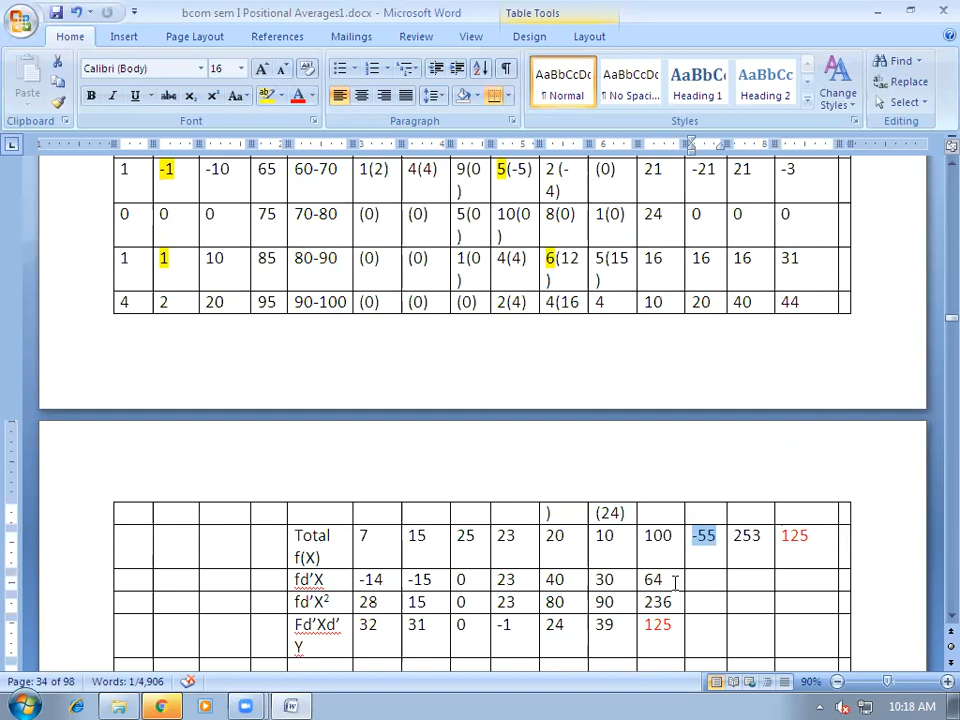 bcom sem I Positional Averages1.docx - Microsoft Word
Table Tools
Home Insert Page Layout References Mailings Review View Design Layout
Calibri (Body) 16
AaBbCcDc AaBbCcDc AaBbCc AaBbCc
Find
Replace
Select
Paste
¶ Normal ¶ No Spaci... Heading 1 Heading 2
Change
Styles
Editing
Clipboard Font Paragraph Styles Editing
1 -1 -10 65 60-70 1(2) 4(4) 9(0 5(-5) 2 (- (0) 21 -21 21 -3
) 4)
0 0 0 75 70-80 (0) (0) 5(0 10(0 8(0) 1(0) 24 0 0 0
) )
1 1 10 85 80-90 (0) (0) 1(0 4(4) 6(12 5(15 16 16 16 31
) ) )
4 2 20 95 90-100 (0) (0) (0) 2(4) 4(16 4 10 20 40 44
) (24)
Total 7 15 25 23 20 10 100 -55 253 125
f(X)
fd'X -14 -15 0 23 40 30 64
fd'X² 28 15 0 23 80 90 236
Fd'Xd' 32 31 0 -1 24 39 125
Y
Page: 34 of 98 Words: 1/4,906 90%
10:18 AM